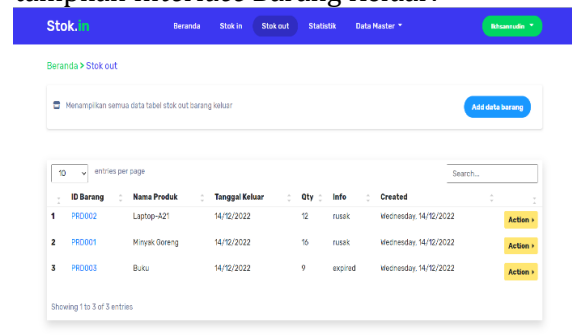 tampilan Interface Barang Keluar.
Stok.in Beranda Stok in Stok out Statistik Data Master Ikhsanudin
Beranda > Stok out
Menampilkan semua data tabel stok out barang keluar Add data barang
10 entries per page Search...
ID Barang Nama Produk Tanggal Keluar Qty Info Created
1 PRD002 Laptop-A21 14/12/2022 12 rusak Wednesday, 14/12/2022 Action
2 PRD001 Minyak Goreng 14/12/2022 16 rusak Wednesday, 14/12/2022 Action
3 PRD003 Buku 14/12/2022 9 expired Wednesday, 14/12/2022 Action
Showing 1 to 3 of 3 entries